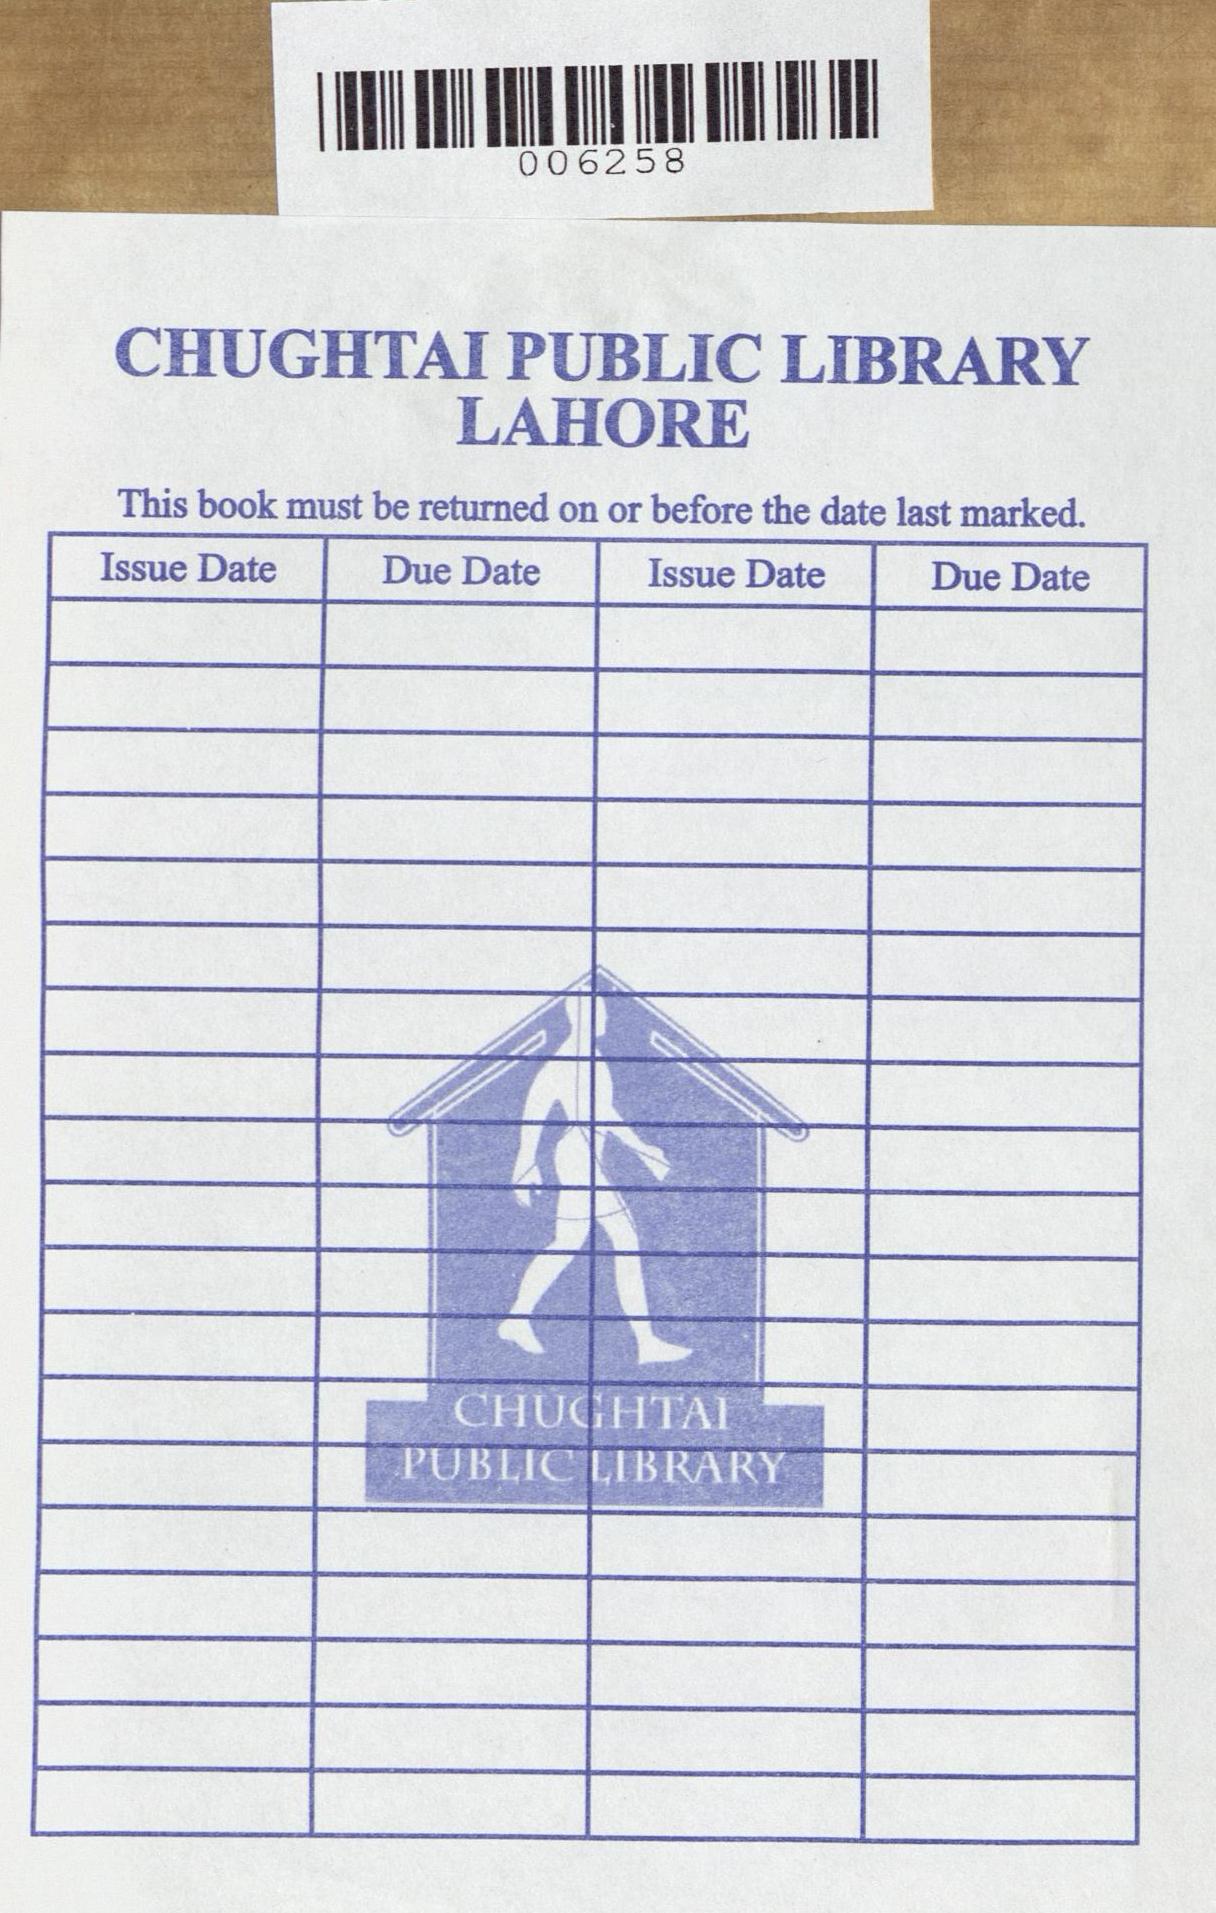 006258
CHUGHTAI PUBLIC LIBRARY
LAHORE
This book must be returned on or before the date last marked.
Issue Date Due Date Issue Date Due Date
CHUGHTAI
PUBLIC LIBRARY